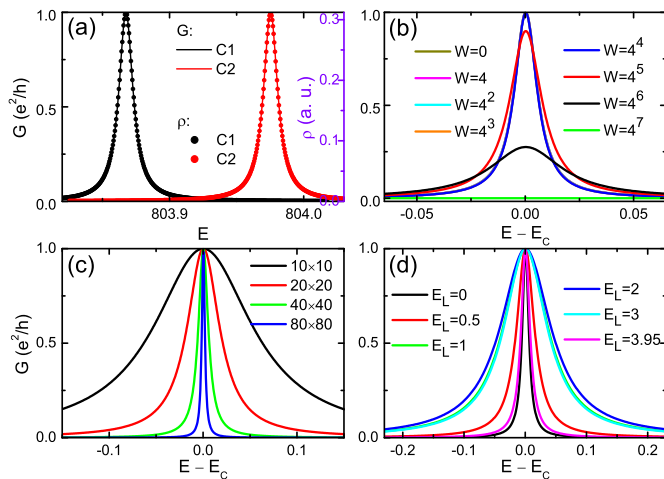 (a)
G:
C1
C2
ρ:
C1
C2
G (e²/h)
1.0
0.5
0.0
0.3
0.2
0.1
0.0
ρ (a. u.)
803.9
804.0
E
(b)
W=0
W=4
W=4²
W=4³
W=4⁴
W=4⁵
W=4⁶
W=4⁷
1.0
0.5
0.0
-0.05
0.00
0.05
E − E_C
(c)
10×10
20×20
40×40
80×80
G (e²/h)
1.0
0.5
0.0
-0.1
0.0
0.1
E − E_C
(d)
E_L=0
E_L=0.5
E_L=1
E_L=2
E_L=3
E_L=3.95
1.0
0.5
0.0
-0.2
-0.1
0.0
0.1
0.2
E − E_C